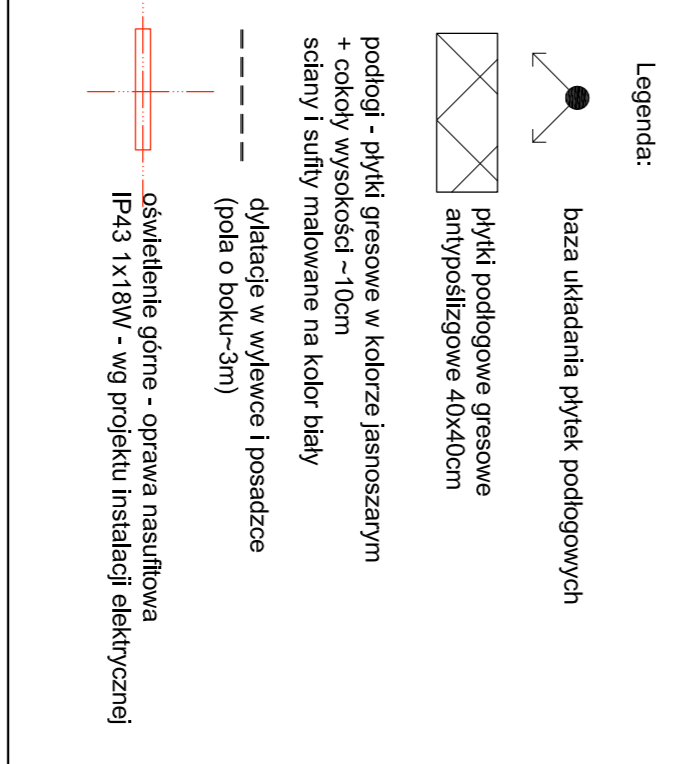 Legenda:
baza układania płytek podłogowych
płytki podłogowe gresowe
antypoślizgowe 40x40cm
podłogi - płytki gresowe w kolorze jasnoszarym
+ cokoły wysokości ~10cm
sciany i sufity malowane na kolor biały
dylatacje w wylewce i posadzce
(pola o boku~3m)
oświetlenie górne - oprawa nasufitowa
IP43 1x18W - wg projektu instalacji elektrycznej